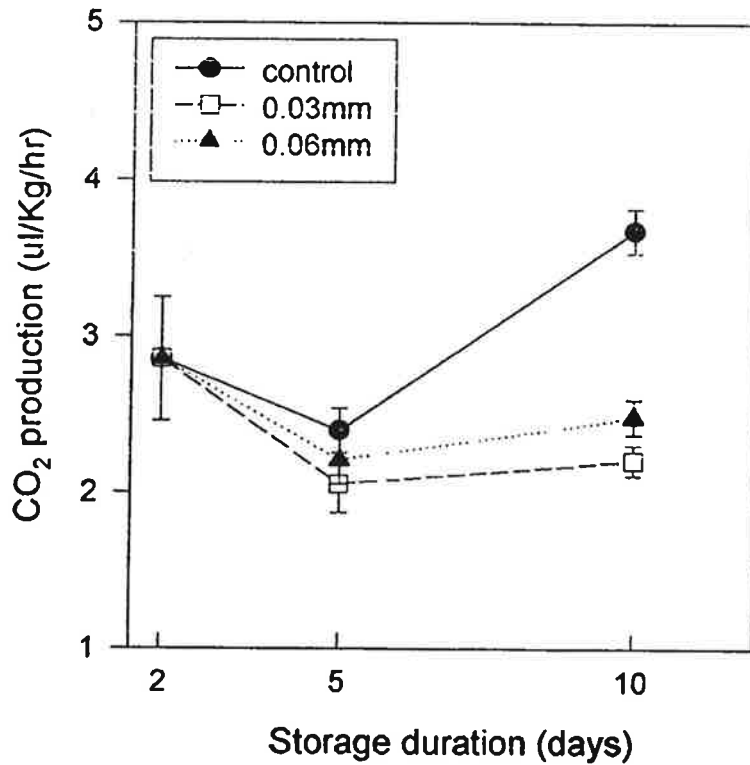 5
control
0.03mm
0.06mm
4
3
2
1
CO₂ production (ul/Kg/hr)
2 5 10
Storage duration (days)